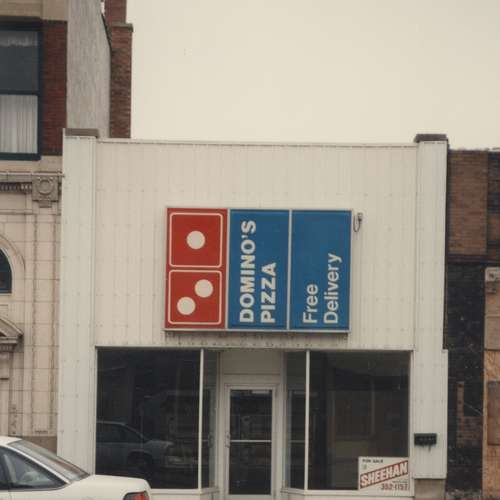 DOMINO'S
PIZZA
Free
Delivery
FOR SALE
SHEEHAN